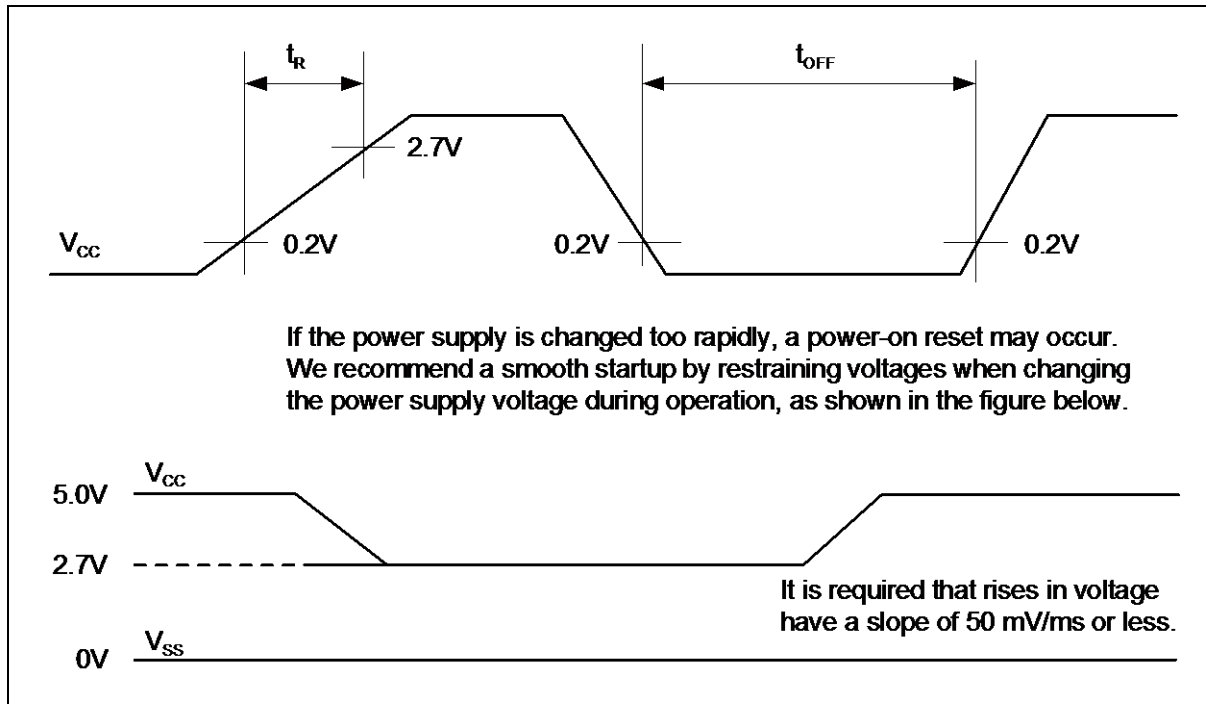 tR
tOFF
2.7V
VCC
0.2V
0.2V
0.2V
If the power supply is changed too rapidly, a power-on reset may occur.
We recommend a smooth startup by restraining voltages when changing
the power supply voltage during operation, as shown in the figure below.
VCC
5.0V
2.7V
It is required that rises in voltage
have a slope of 50 mV/ms or less.
VSS
0V